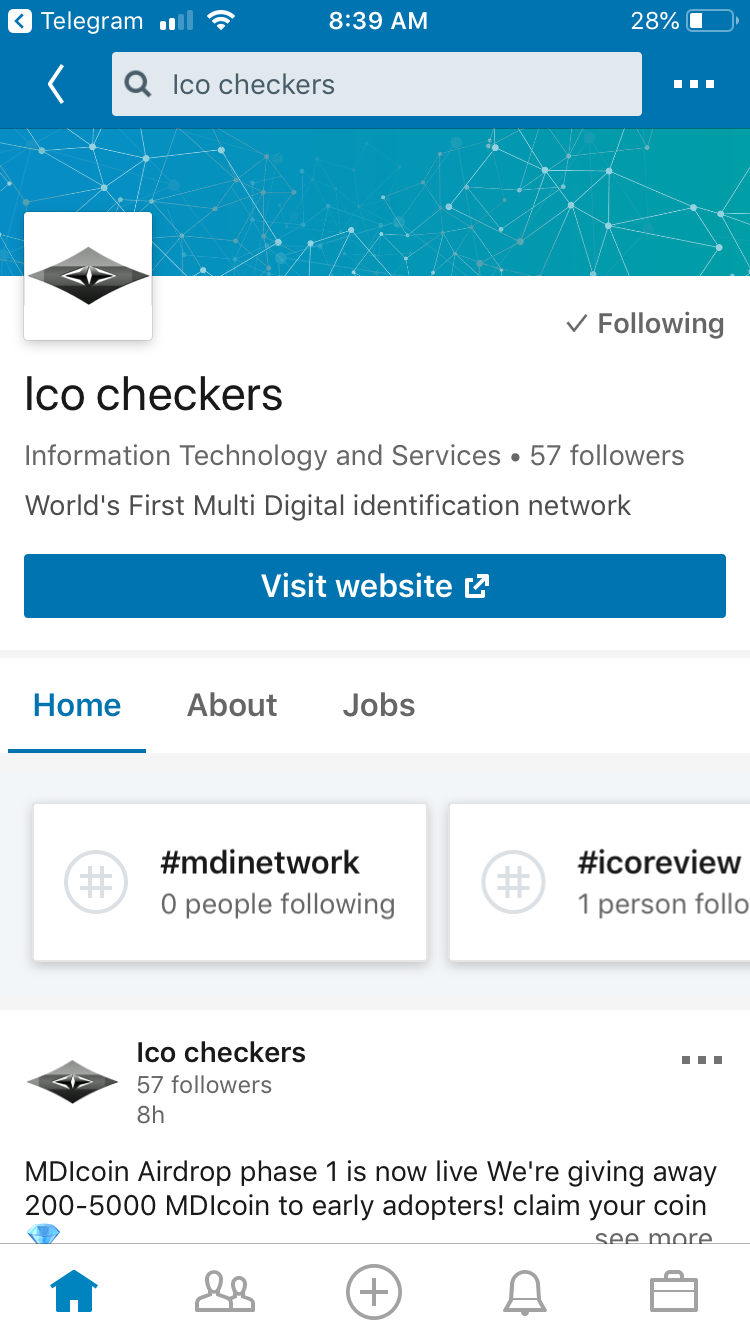 Telegram 8:39 AM 28%
Ico checkers
Following
Ico checkers
Information Technology and Services • 57 followers
World's First Multi Digital identification network
Visit website
Home About Jobs
#mdinetwork #icoreview
0 people following 1 person follo
Ico checkers
57 followers
8h
MDIcoin Airdrop phase 1 is now live We're giving away
200-5000 MDIcoin to early adopters! claim your coin
💎 see more